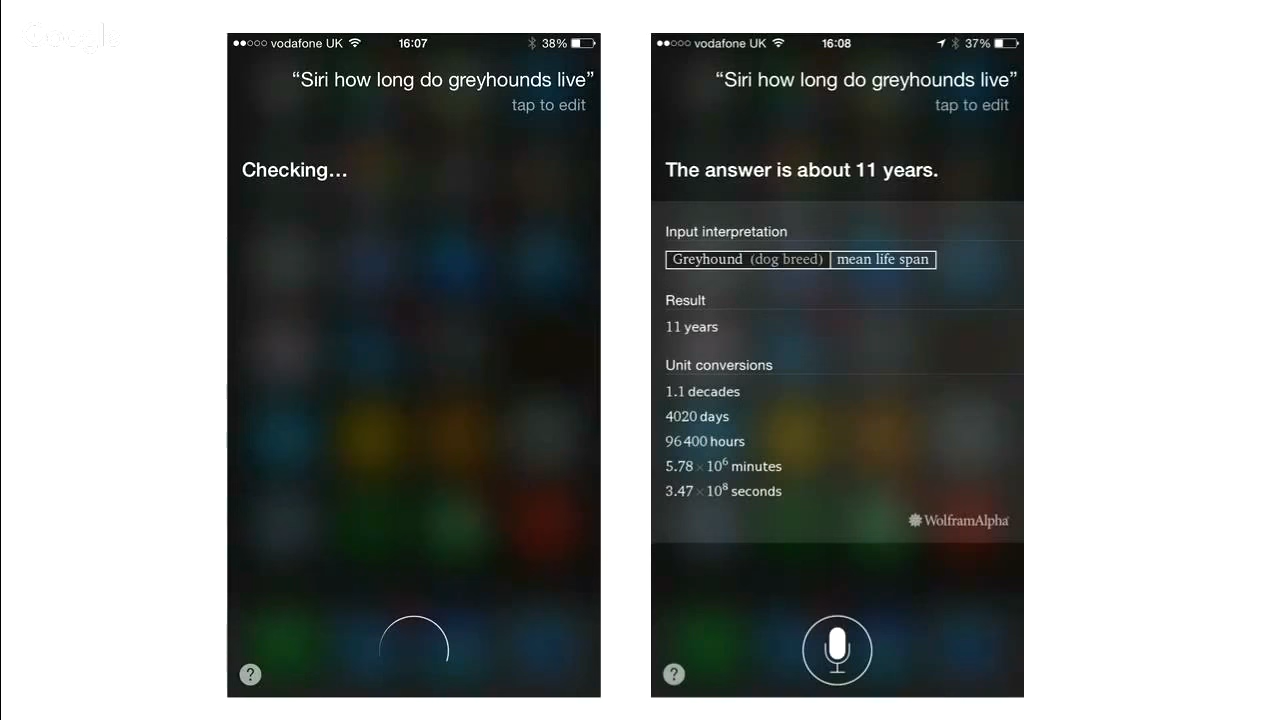 Google
vodafone UK 16:07 38%
“Siri how long do greyhounds live”
tap to edit
Checking...
?
vodafone UK 16:08 37%
“Siri how long do greyhounds live”
tap to edit
The answer is about 11 years.
Input interpretation
Greyhound (dog breed) mean life span
Result
11 years
Unit conversions
1.1 decades
4020 days
96 400 hours
5.78 × 10⁶ minutes
3.47 × 10⁸ seconds
WolframAlpha
?